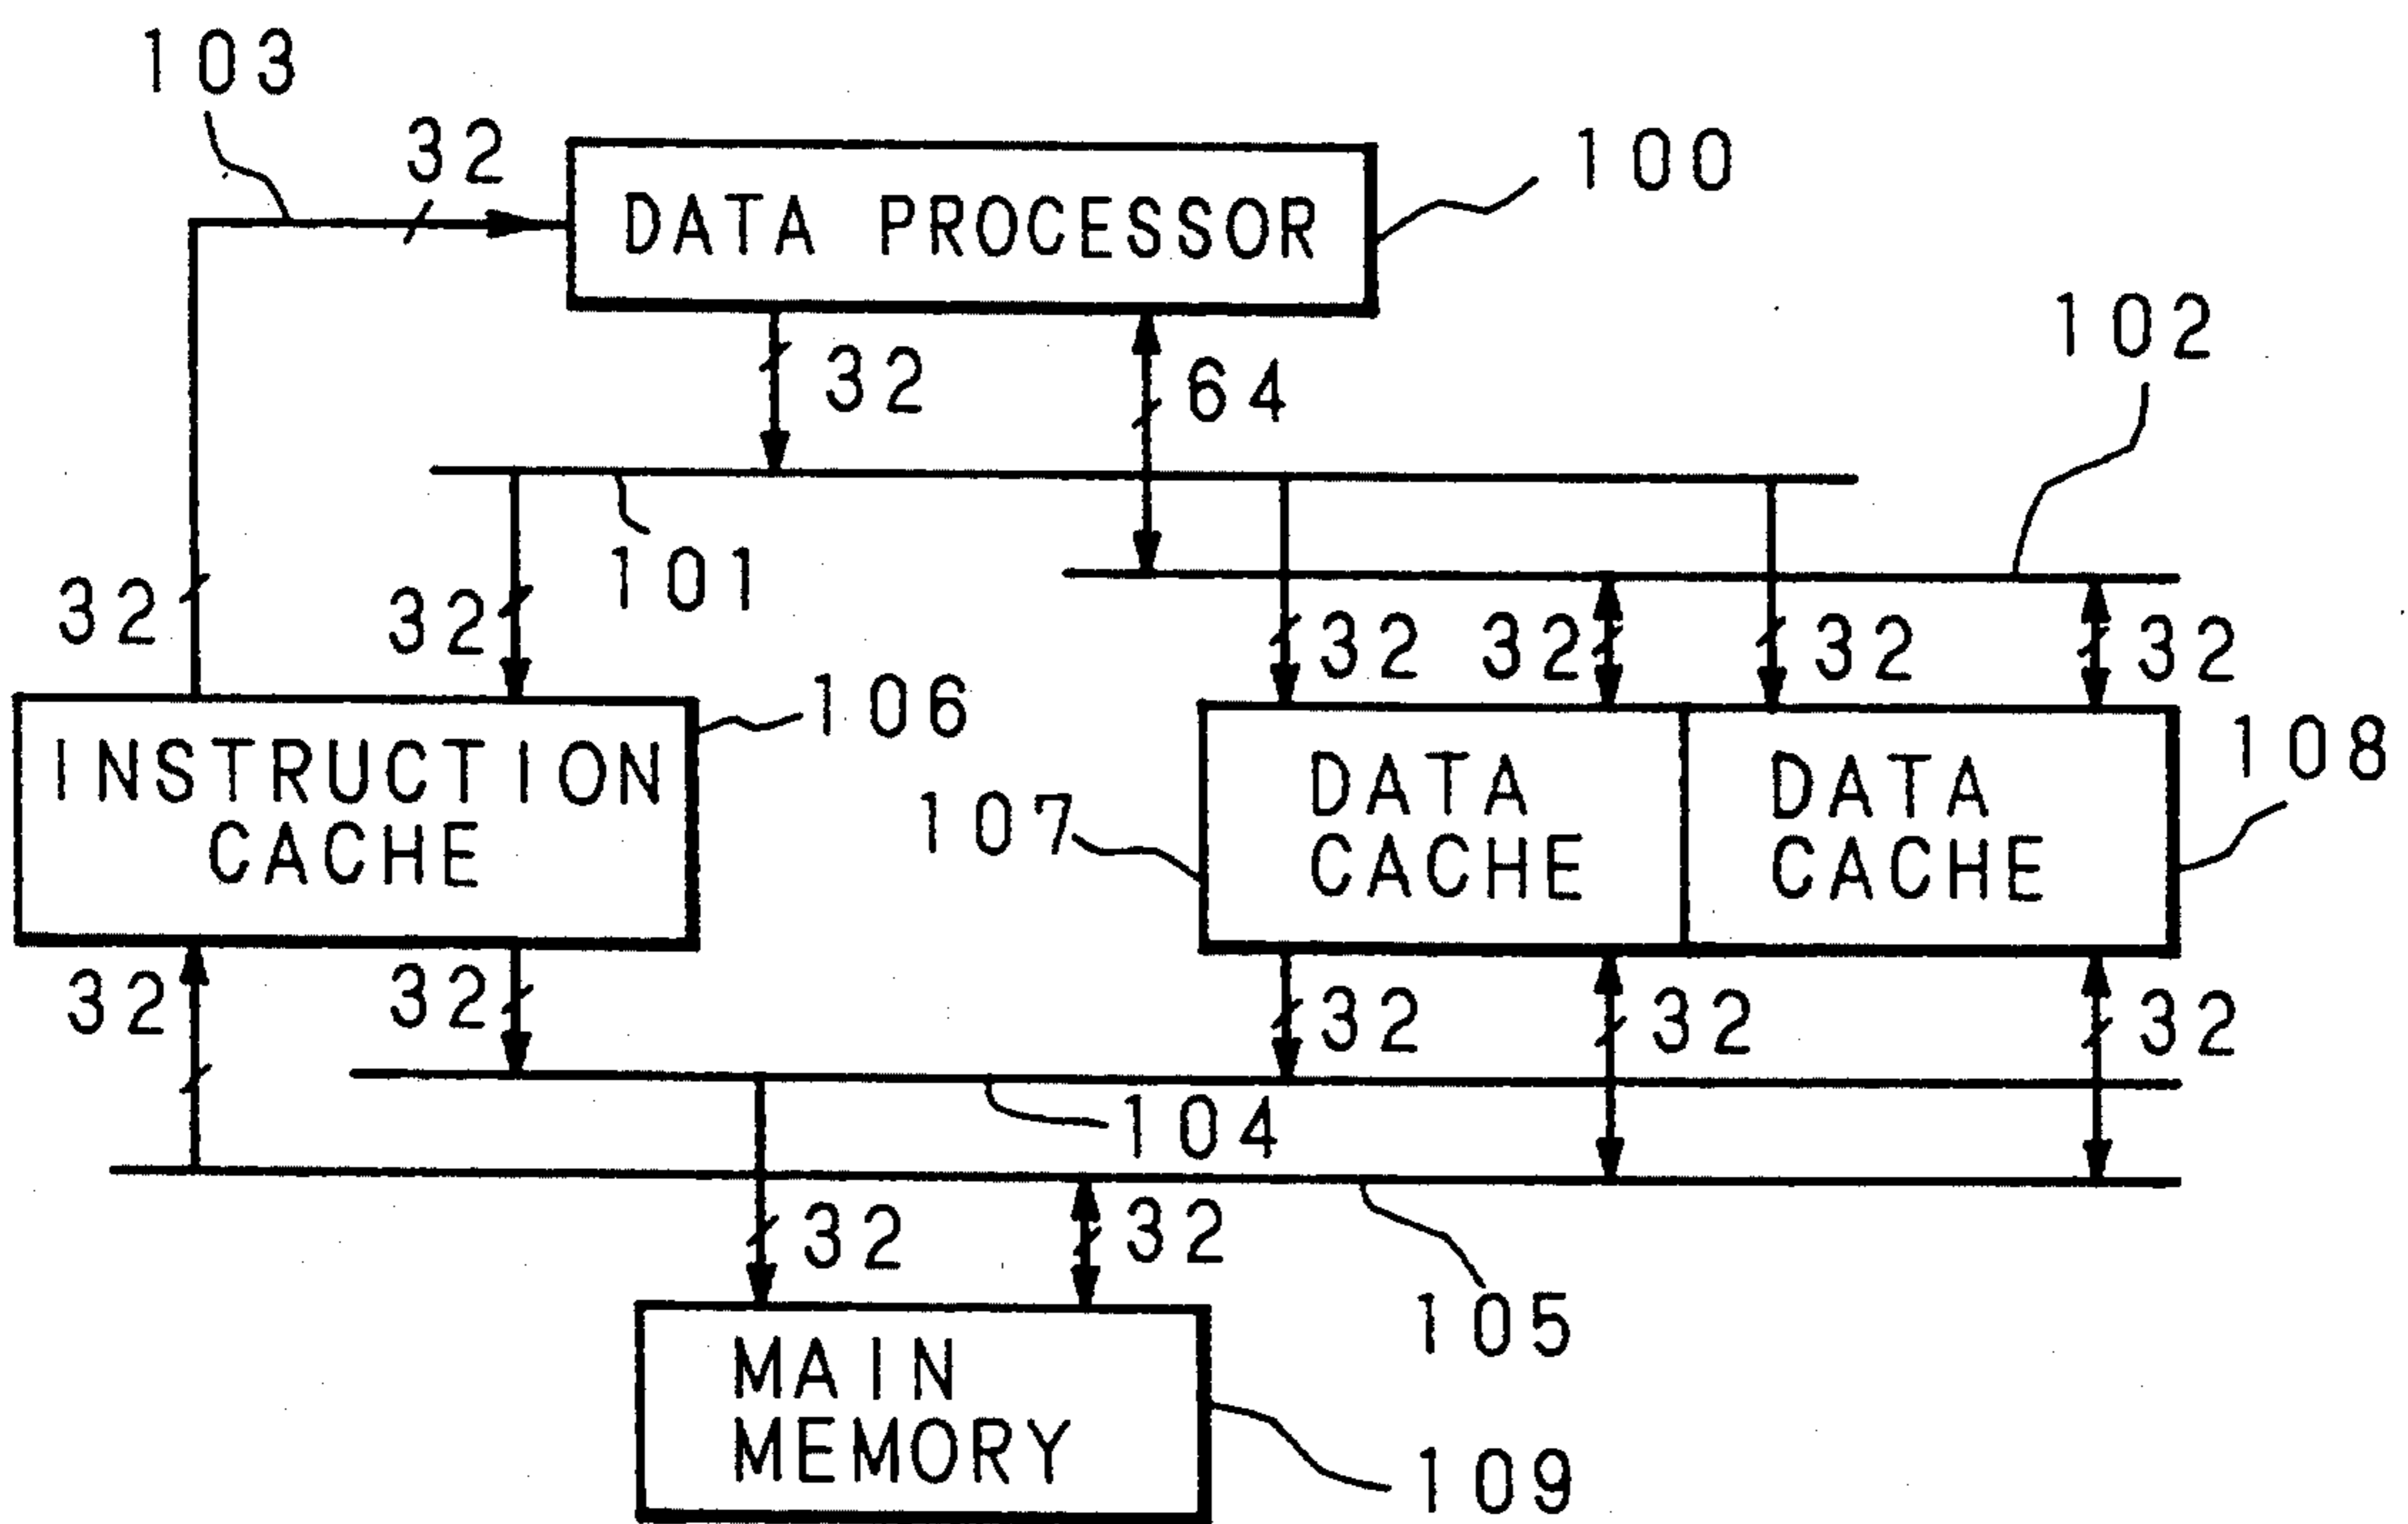 103
32
100
DATA PROCESSOR
102
32
64
101
32
32
32
32
32
32
106
108
INSTRUCTION
CACHE
107
DATA
CACHE
DATA
CACHE
32
32
32
32
32
104
32
32
105
MAIN
MEMORY
109